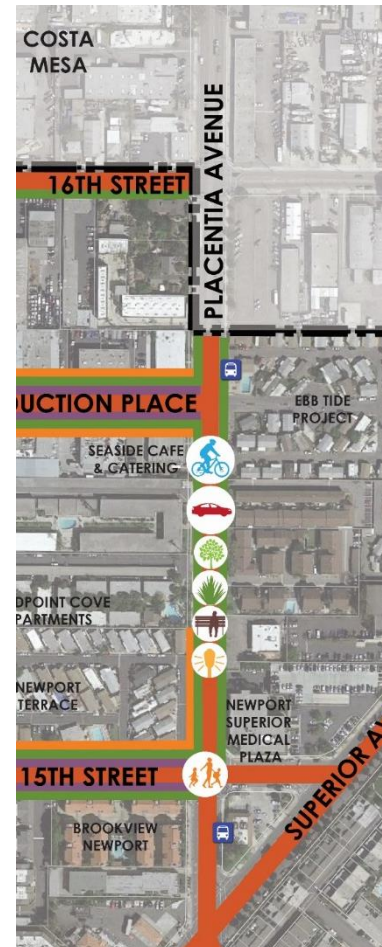 COSTA
MESA
PLACENTIA AVENUE
16TH STREET
DUCTION PLACE
EBB TIDE
PROJECT
SEASIDE CAFE
& CATERING
DPOINT COVE
PARTMENTS
NEWPORT
TERRACE
NEWPORT
SUPERIOR
MEDICAL
PLAZA
15TH STREET
SUPERIOR AV
BROOKVIEW
NEWPORT